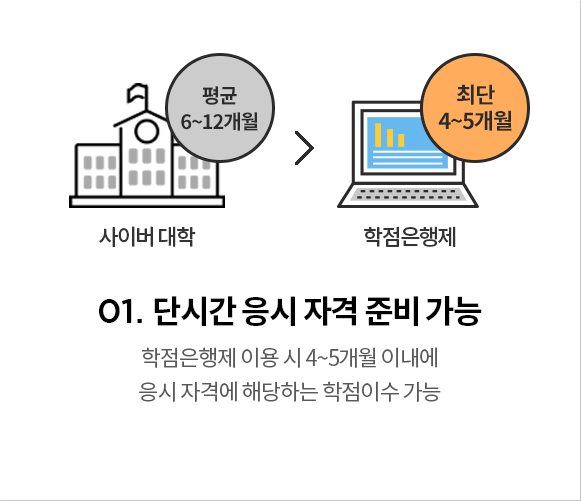 평균
6~12개월
최단
4~5개월
사이버 대학
학점은행제
01. 단시간 응시 자격 준비 가능
학점은행제 이용 시 4~5개월 이내에
응시 자격에 해당하는 학점이수 가능